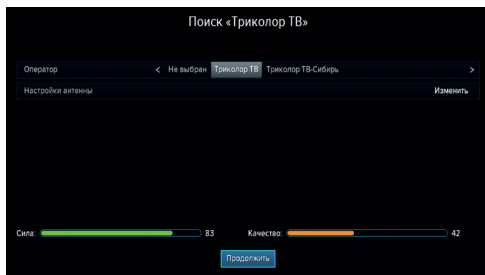 Поиск «Триколор ТВ»
Оператор < Не выбран Триколор ТВ Триколор ТВ-Сибирь >
Настройки антенны Изменить
Сила: 83 Качество: 42
Продолжить